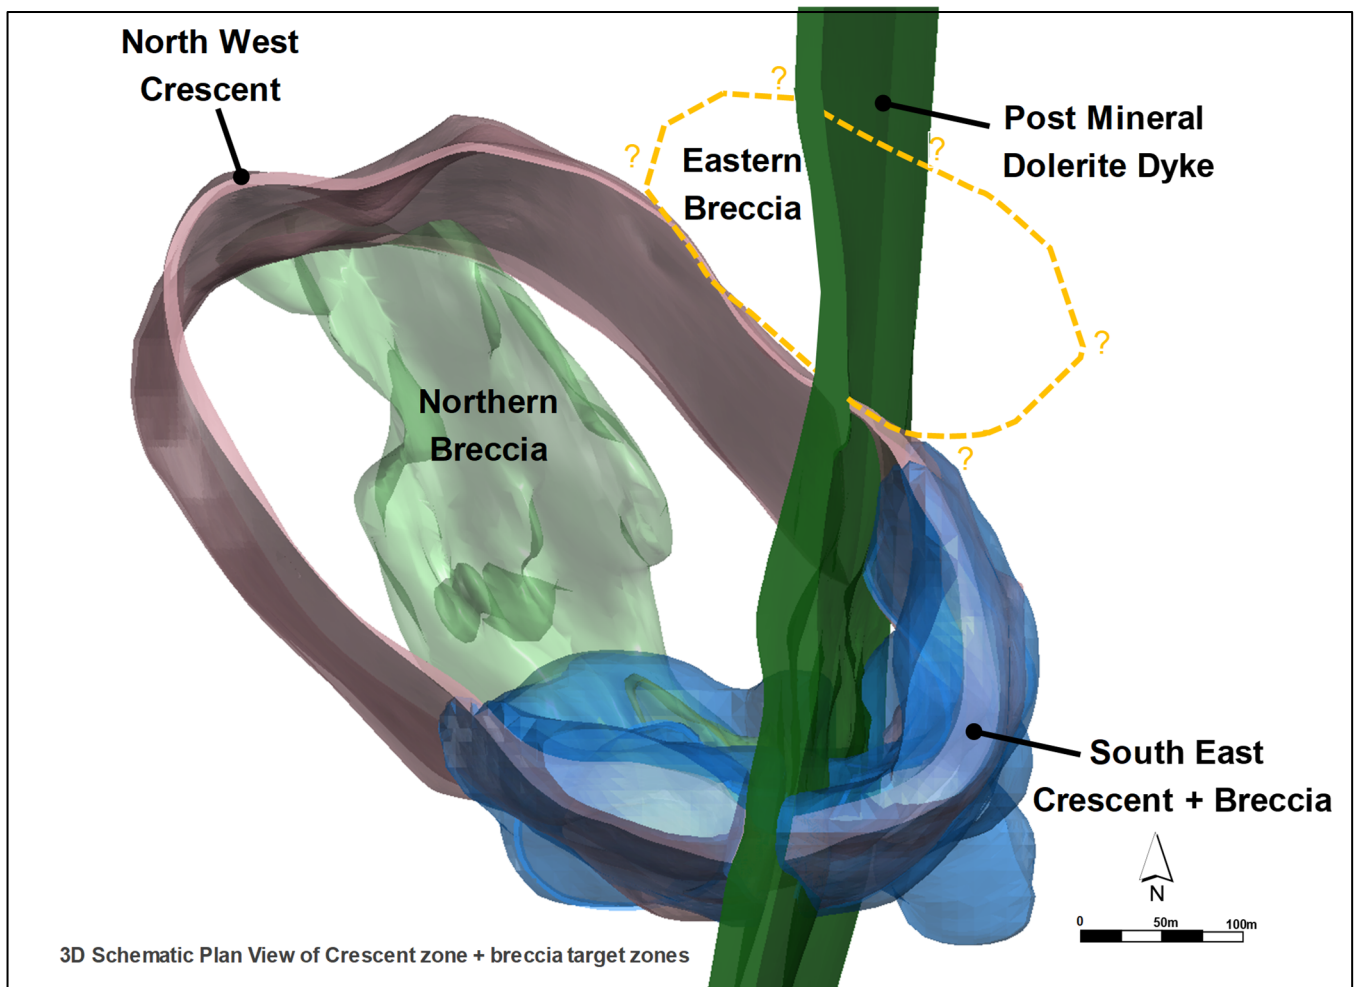 North West
Crescent
?
?
Eastern
Breccia
Post Mineral
Dolerite Dyke
?
?
Northern
Breccia
?
South East
Crescent + Breccia
N
0 50m 100m
3D Schematic Plan View of Crescent zone + breccia target zones